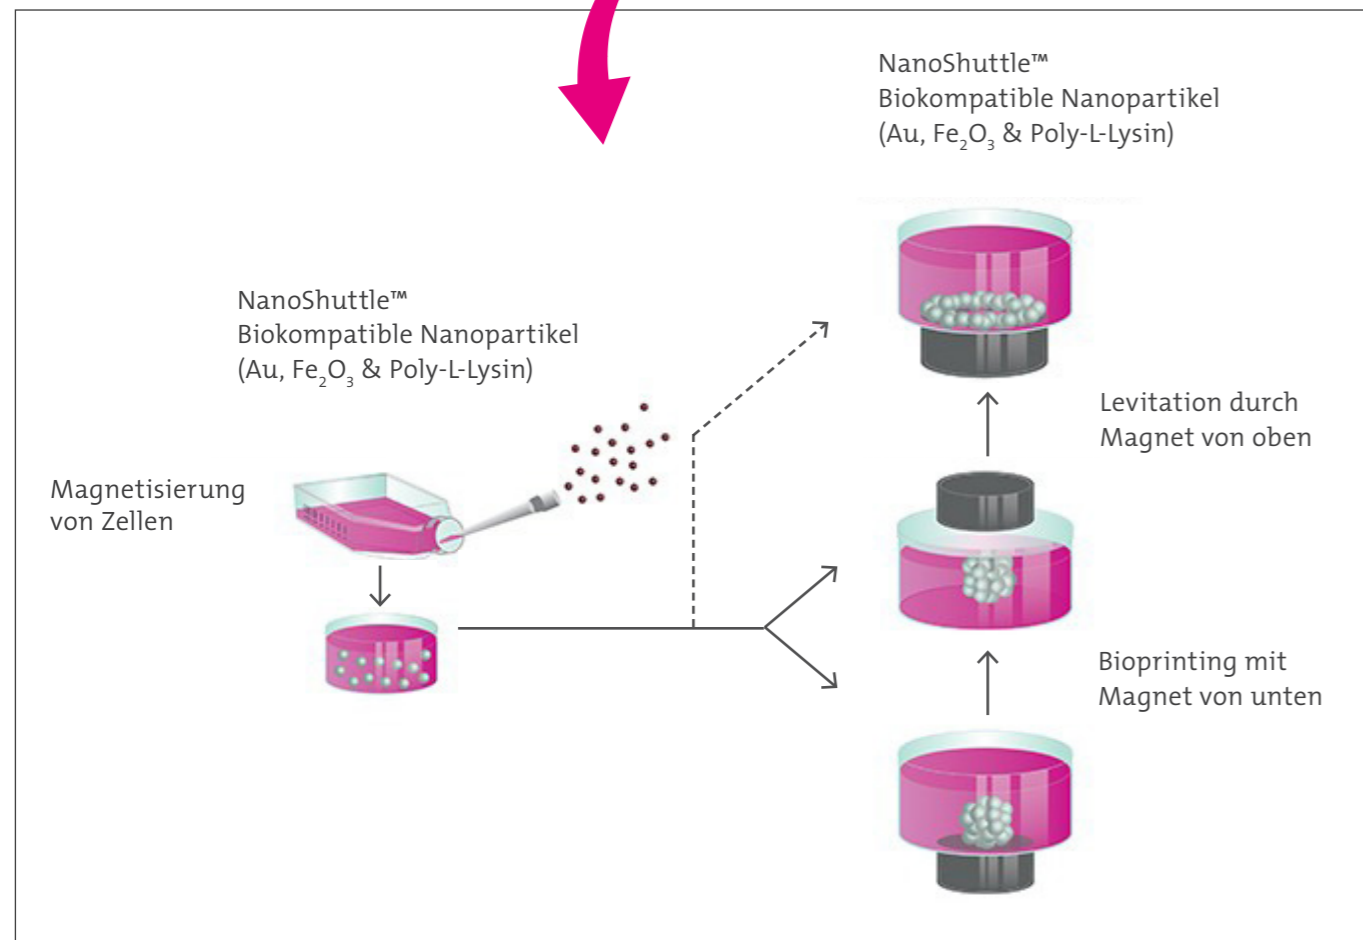 NanoShuttle™
Biokompatible Nanopartikel
(Au, Fe₂O₃ & Poly-L-Lysin)
NanoShuttle™
Biokompatible Nanopartikel
(Au, Fe₂O₃ & Poly-L-Lysin)
Magnetisierung
von Zellen
Levitation durch
Magnet von oben
Bioprinting mit
Magnet von unten